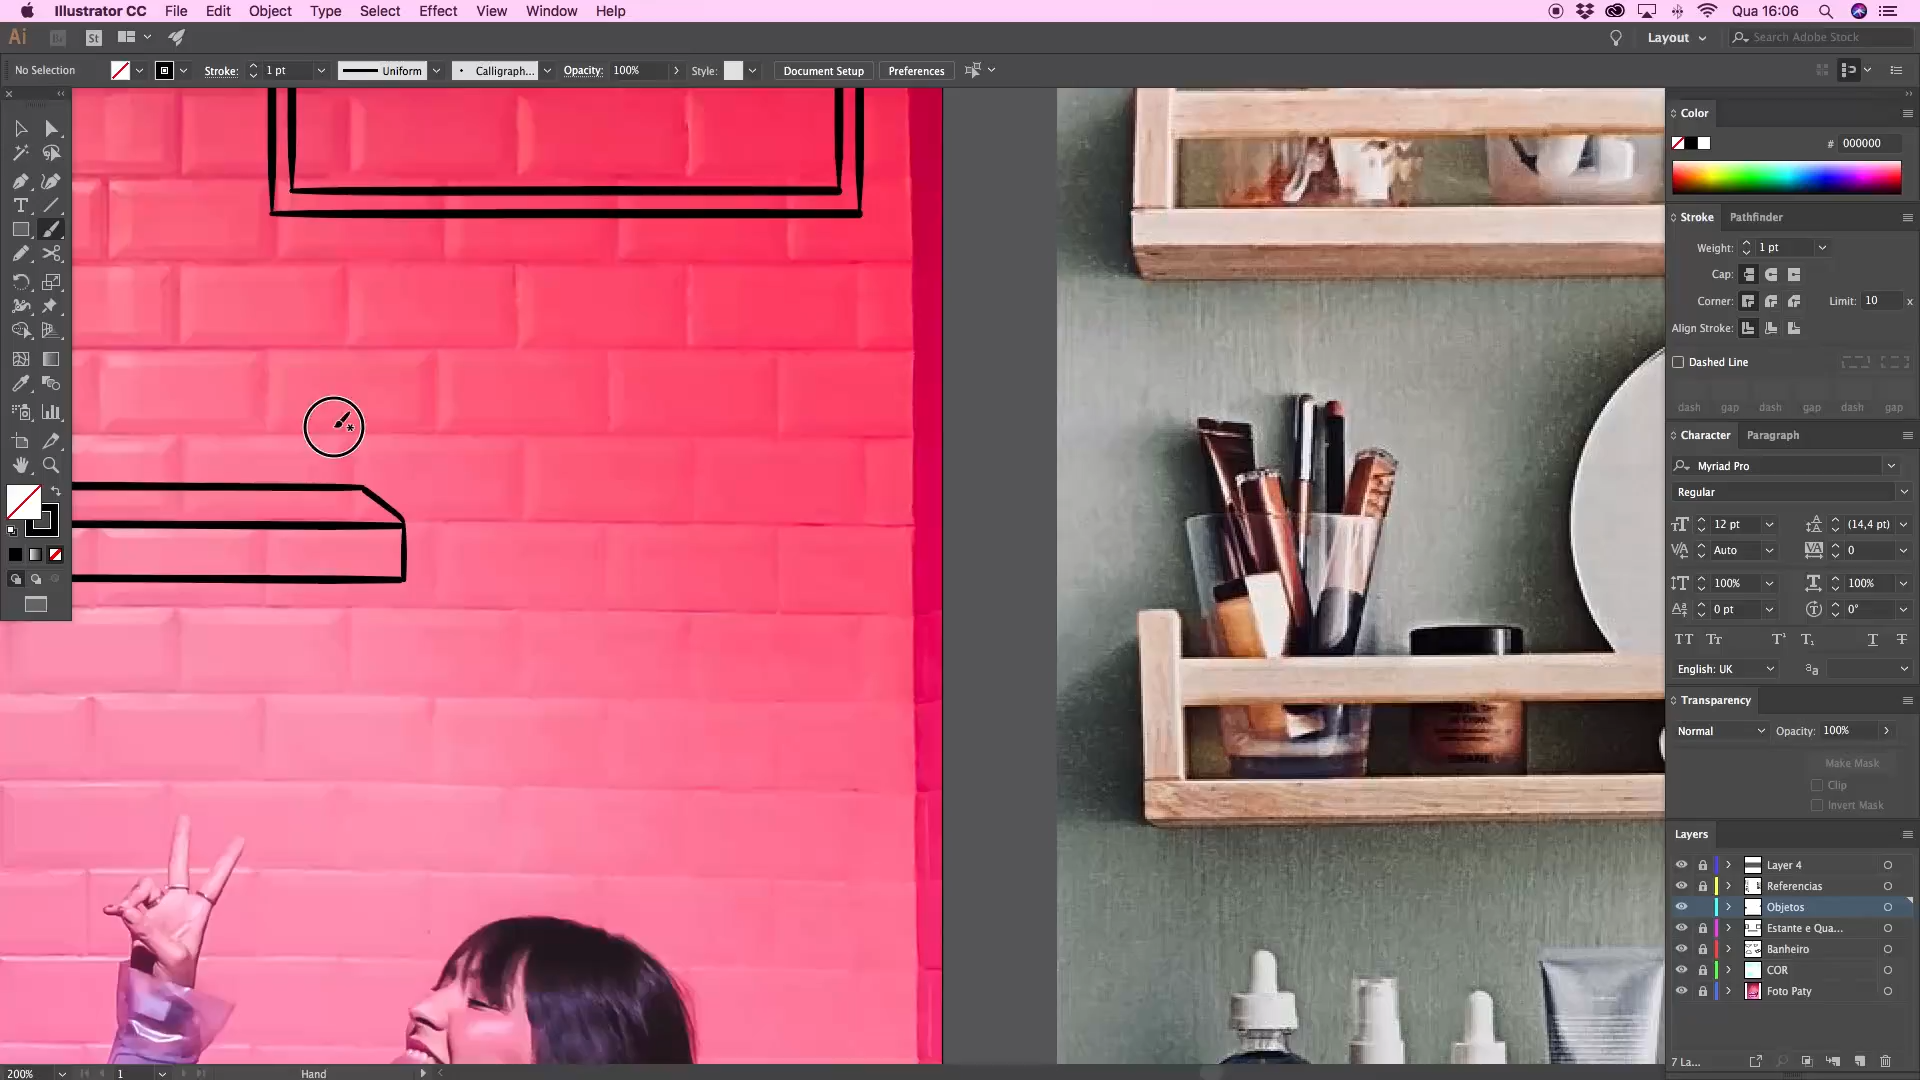 Illustrator CC File Edit Object Type Select Effect View Window Help
Qua 16:06
Ai
St
Layout
Search Adobe Stock
No Selection
Stroke: 1 pt
Uniform
Calligraph...
Opacity: 100%
Style:
Document Setup
Preferences
Color
# 000000
Stroke Pathfinder
Weight: 1 pt
Cap:
Corner:
Limit: 10 x
Align Stroke:
Dashed Line
dash gap dash gap dash gap
Character Paragraph
Myriad Pro
Regular
12 pt
(14,4 pt)
Auto
0
100%
100%
0 pt
0°
English: UK
Transparency
Normal
Opacity: 100%
Make Mask
Clip
Invert Mask
Layers
Layer 4
Referencias
Objetos
Estante e Qua...
Banheiro
COR
Foto Paty
7 La...
200%
1
Hand